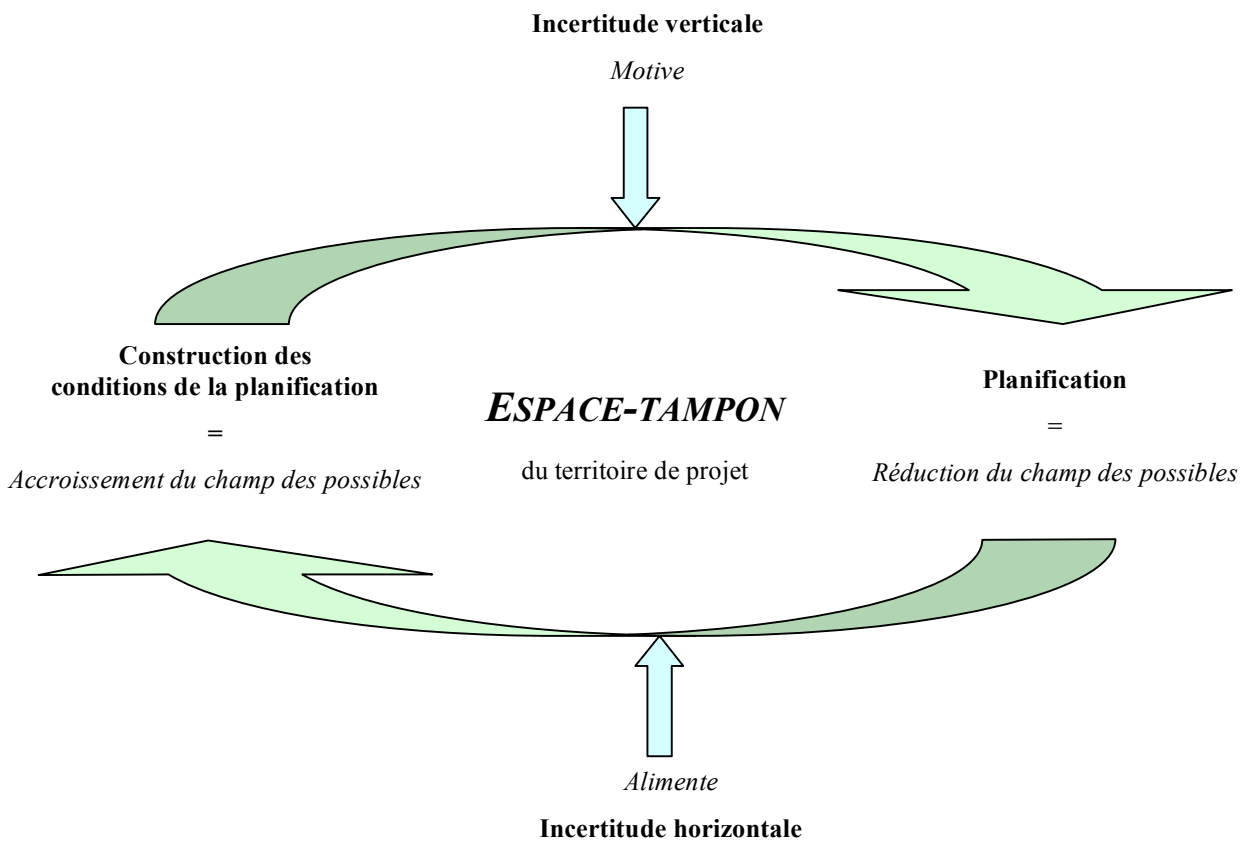 Incertitude verticale
Motive
Construction des
conditions de la planification
=
Accroissement du champ des possibles
ESPACE-TAMPON
du territoire de projet
Planification
=
Réduction du champ des possibles
Alimente
Incertitude horizontale